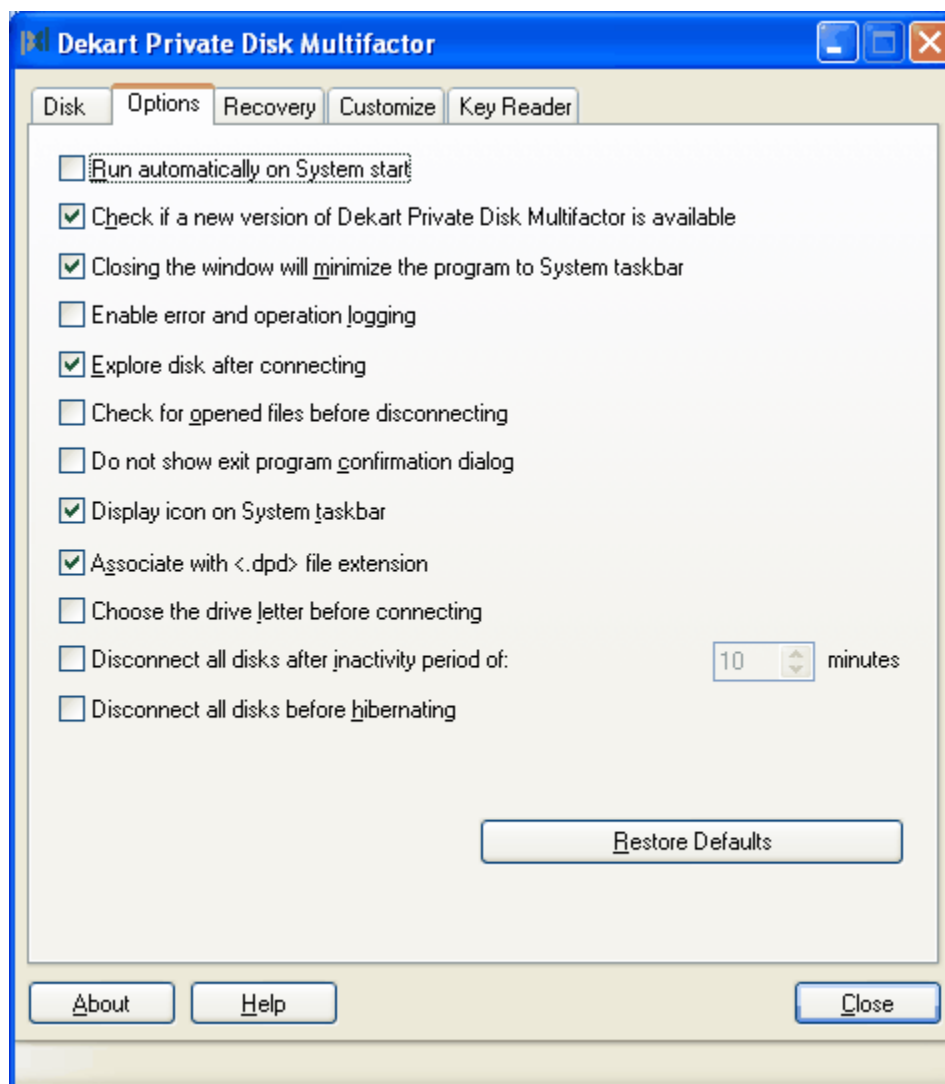 Dekart Private Disk Multifactor
Disk Options Recovery Customize Key Reader
Run automatically on System start
Check if a new version of Dekart Private Disk Multifactor is available
Closing the window will minimize the program to System taskbar
Enable error and operation logging
Explore disk after connecting
Check for opened files before disconnecting
Do not show exit program confirmation dialog
Display icon on System taskbar
Associate with <.dpd> file extension
Choose the drive letter before connecting
Disconnect all disks after inactivity period of: 10 minutes
Disconnect all disks before hibernating
Restore Defaults
About Help Close